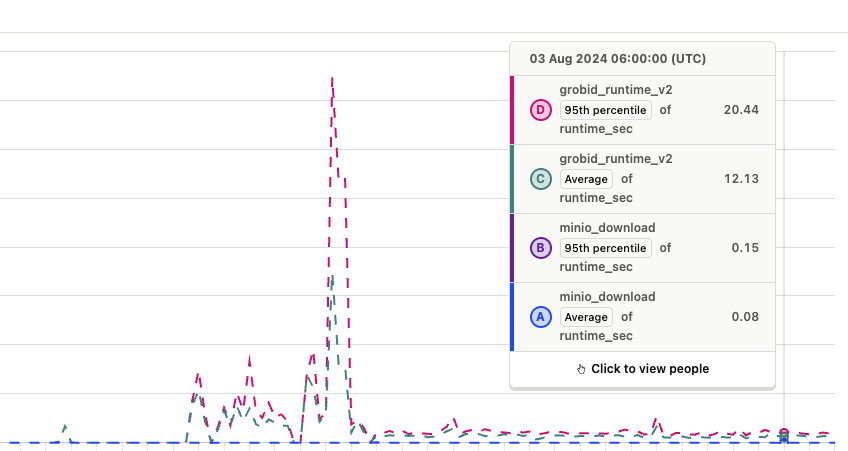 03 Aug 2024 06:00:00 (UTC)
grobid_runtime_v2
D 95th percentile of 20.44
runtime_sec
grobid_runtime_v2
C Average of 12.13
runtime_sec
minio_download
B 95th percentile of 0.15
runtime_sec
minio_download
A Average of 0.08
runtime_sec
Click to view people